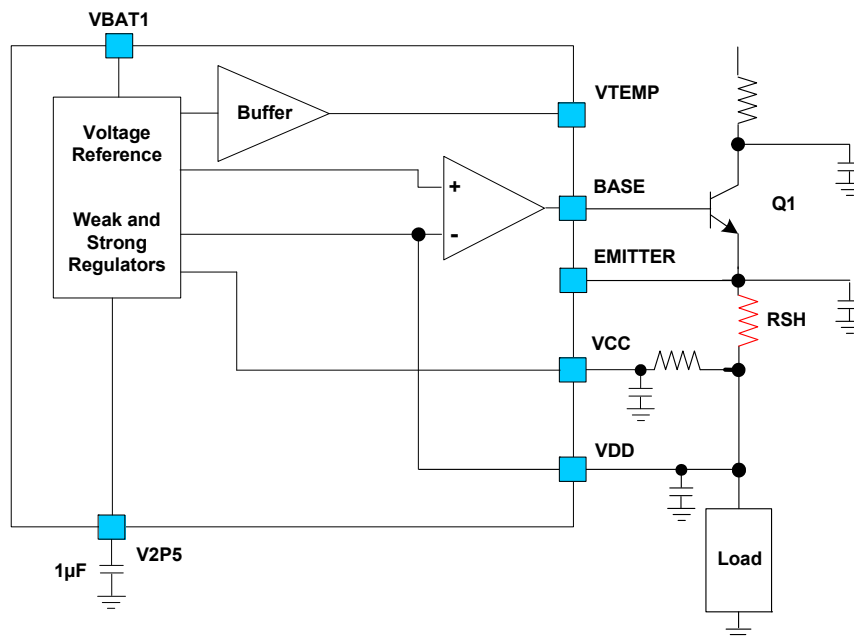 VBAT1
Buffer
VTEMP
Voltage
Reference
+
BASE
Q1
Weak and
Strong
Regulators
-
EMITTER
RSH
VCC
VDD
V2P5
1µF
Load